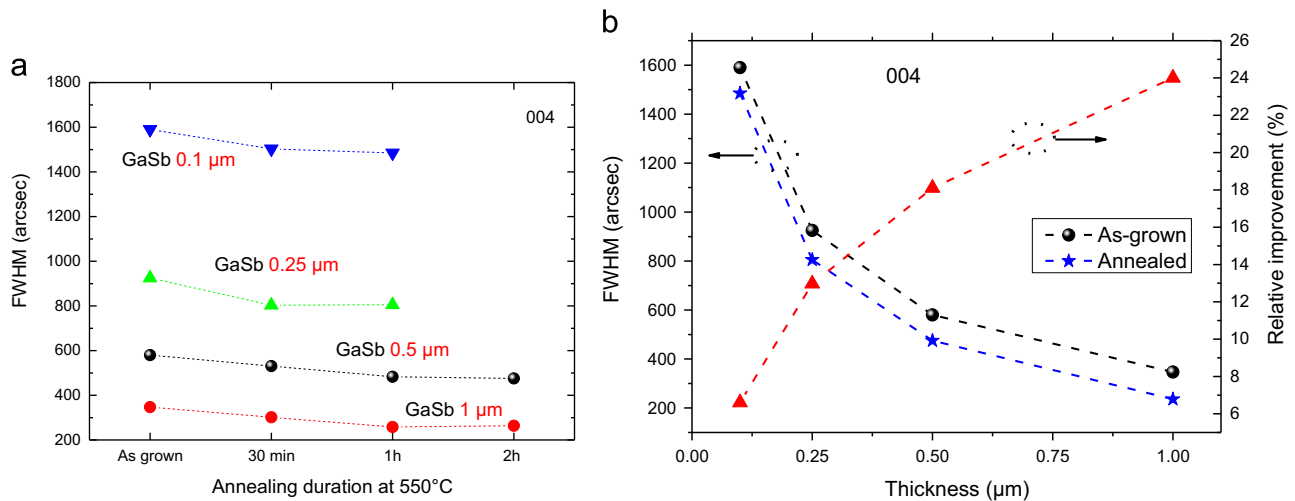 a
1800
1600
1400
1200
1000
800
600
400
200
FWHM (arcsec)
004
GaSb 0.1 µm
GaSb 0.25 µm
GaSb 0.5 µm
GaSb 1 µm
As grown 30 min 1h 2h
Annealing duration at 550°C
b
1600
1400
1200
1000
800
600
400
200
FWHM (arcsec)
004
As-grown
Annealed
26
24
22
20
18
16
14
12
10
8
6
Relative improvement (%)
0.00 0.25 0.50 0.75 1.00
Thickness (µm)